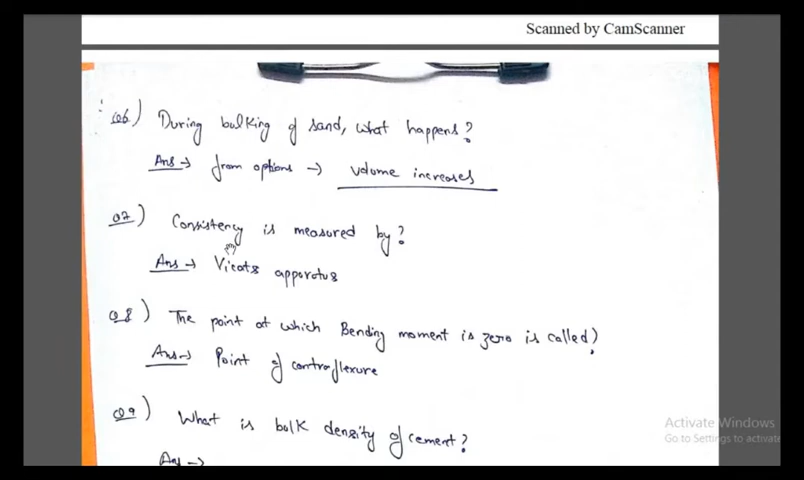 Scanned by CamScanner
Q6) During bulking of sand, what happens?
Ans → from options → volume increases
Q7) Consistency is measured by?
Ans → Vicats apparatus
Q8) The point at which Bending moment is zero is called?
Ans → Point of contraflexure
Q9) What is bulk density of cement?
Ans →
Activate Windows
Go to Settings to activate